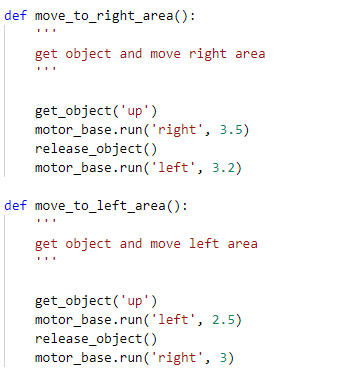 def move_to_right_area():
    '''
    get object and move right area
    '''

    get_object('up')
    motor_base.run('right', 3.5)
    release_object()
    motor_base.run('left', 3.2)

def move_to_left_area():
    '''
    get object and move left area
    '''

    get_object('up')
    motor_base.run('left', 2.5)
    release_object()
    motor_base.run('right', 3)